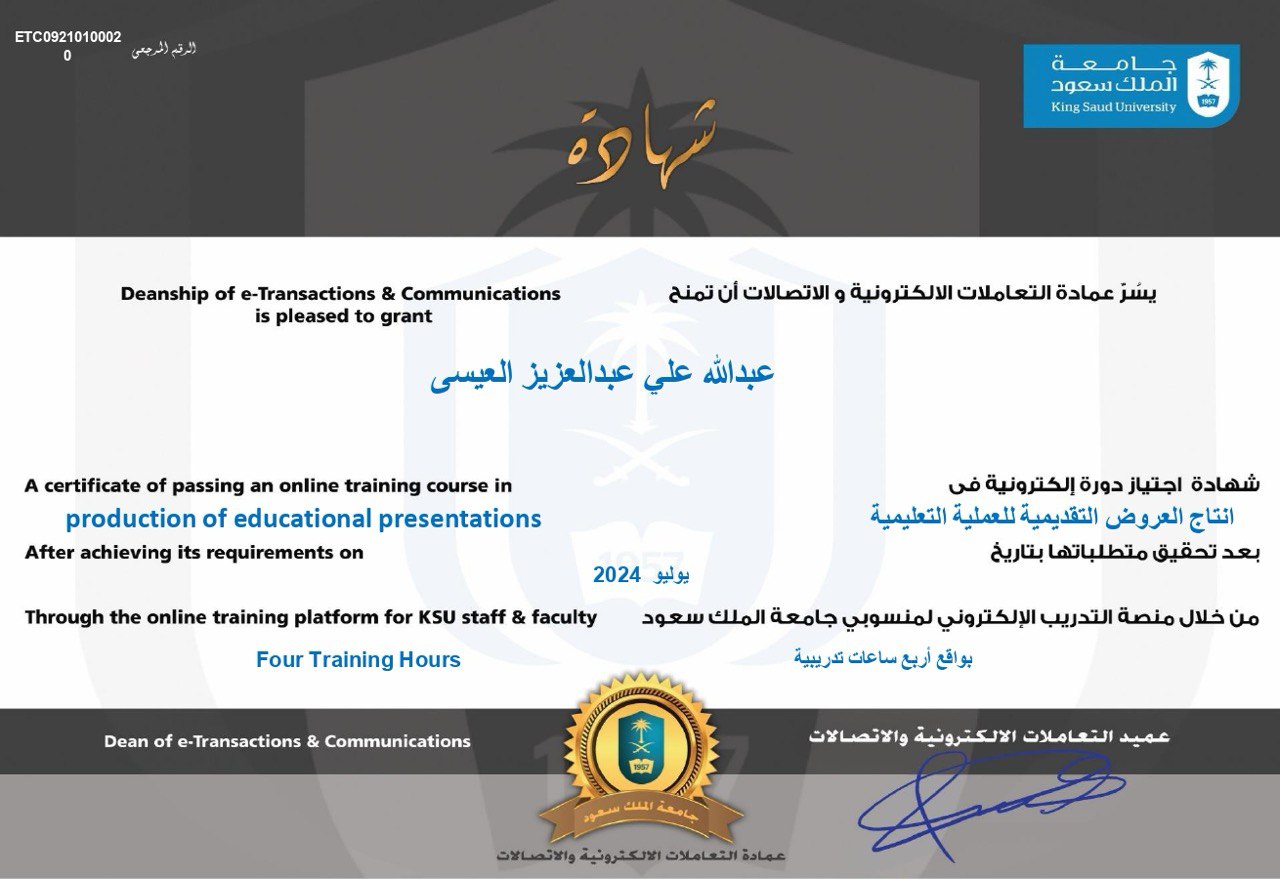 ETC0921010002
0
الرقم المرجعي
جامعة
الملك سعود
King Saud University
1957
شهادة
Deanship of e-Transactions & Communications
is pleased to grant
يسُرّ عمادة التعاملات الالكترونية و الاتصالات أن تمنح
عبدالله علي عبدالعزيز العيسى
A certificate of passing an online training course in
شهادة اجتياز دورة إلكترونية فى
production of educational presentations
انتاج العروض التقديمية للعملية التعليمية
After achieving its requirements on
بعد تحقيق متطلباتها بتاريخ
1957
يوليو 2024
Through the online training platform for KSU staff & faculty
من خلال منصة التدريب الإلكتروني لمنسوبي جامعة الملك سعود
Four Training Hours
بواقع أربع ساعات تدريبية
Dean of e-Transactions & Communications
عميد التعاملات الالكترونية والاتصالات
1957
جامعة الملك سعود
عمادة التعاملات الالكترونية والاتصالات